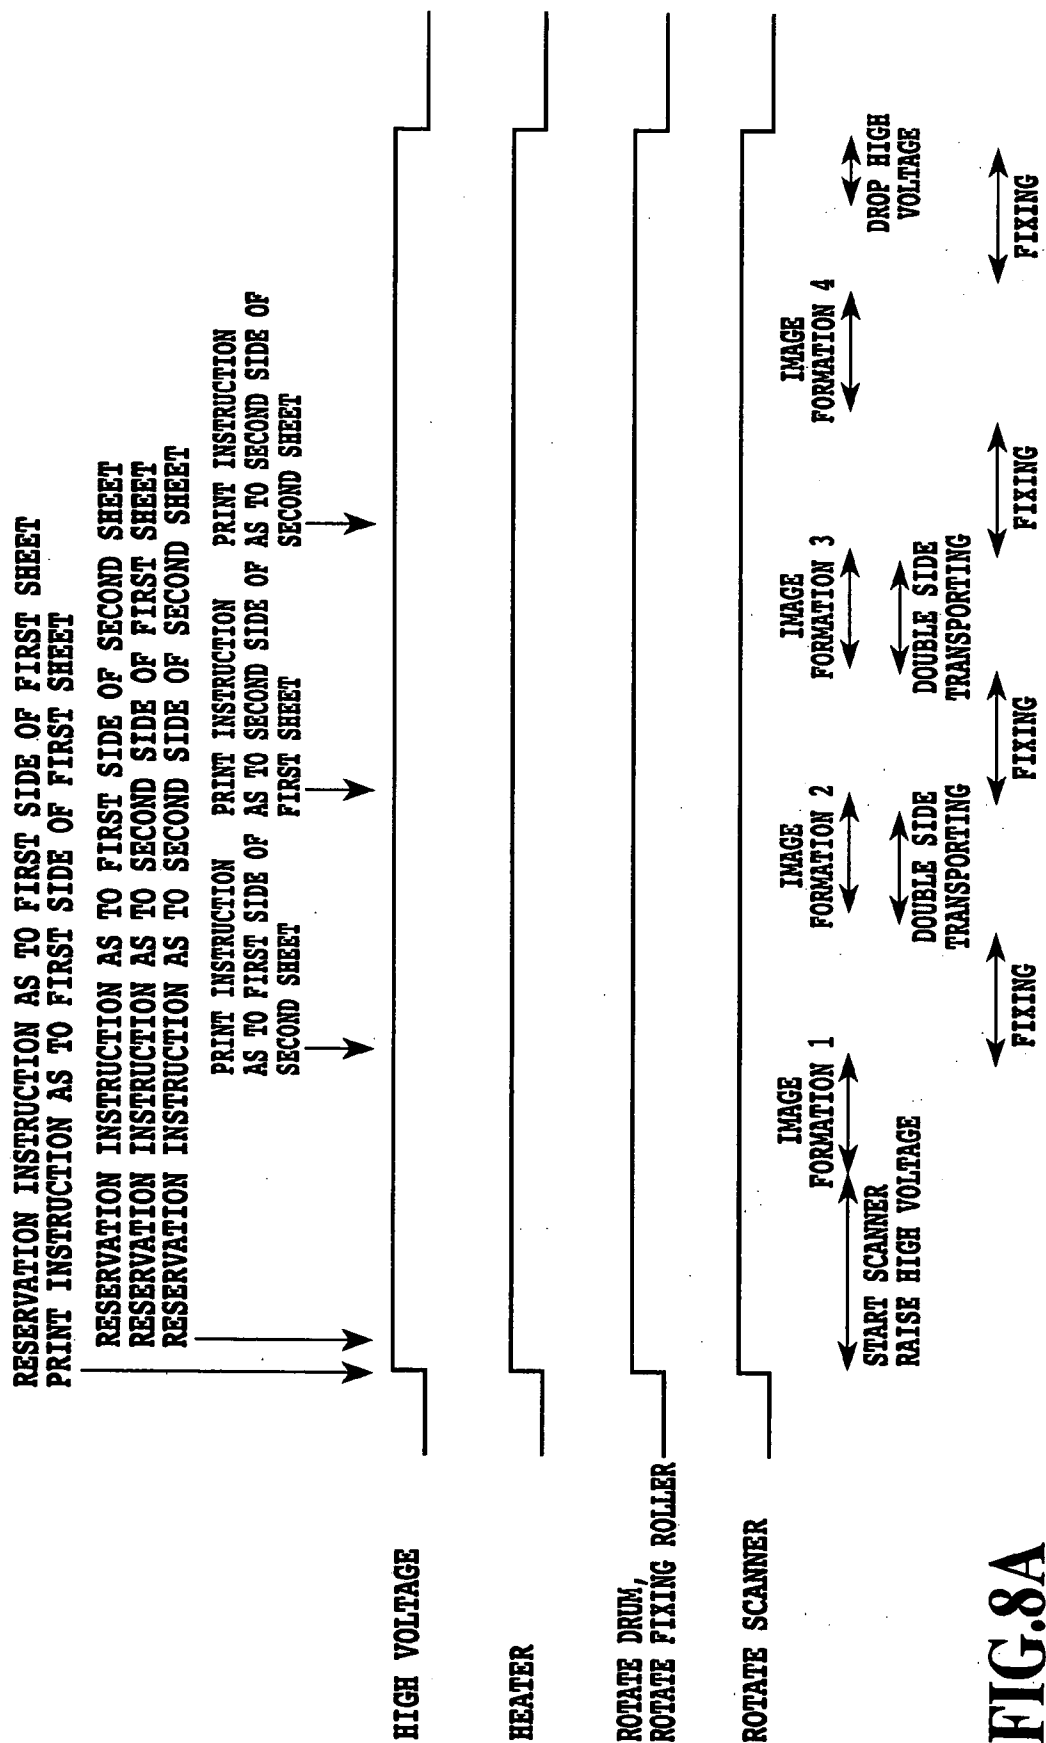 RESERVATION INSTRUCTION AS TO FIRST SIDE OF FIRST SHEET
PRINT INSTRUCTION AS TO FIRST SIDE OF FIRST SHEET
RESERVATION INSTRUCTION AS TO FIRST SIDE OF SECOND SHEET
RESERVATION INSTRUCTION AS TO SECOND SIDE OF FIRST SHEET
RESERVATION INSTRUCTION AS TO SECOND SIDE OF SECOND SHEET
PRINT INSTRUCTION
AS TO FIRST SIDE OF
SECOND SHEET
PRINT INSTRUCTION
AS TO SECOND SIDE OF
FIRST SHEET
PRINT INSTRUCTION
AS TO SECOND SIDE OF
SECOND SHEET
HIGH VOLTAGE
HEATER
ROTATE DRUM,
ROTATE FIXING ROLLER
ROTATE SCANNER
IMAGE
FORMATION 1
IMAGE
FORMATION 2
IMAGE
FORMATION 3
IMAGE
FORMATION 4
START SCANNER
RAISE HIGH VOLTAGE
DROP HIGH
VOLTAGE
DOUBLE SIDE
TRANSPORTING
DOUBLE SIDE
TRANSPORTING
FIXING
FIXING
FIXING
FIXING
FIG.8A